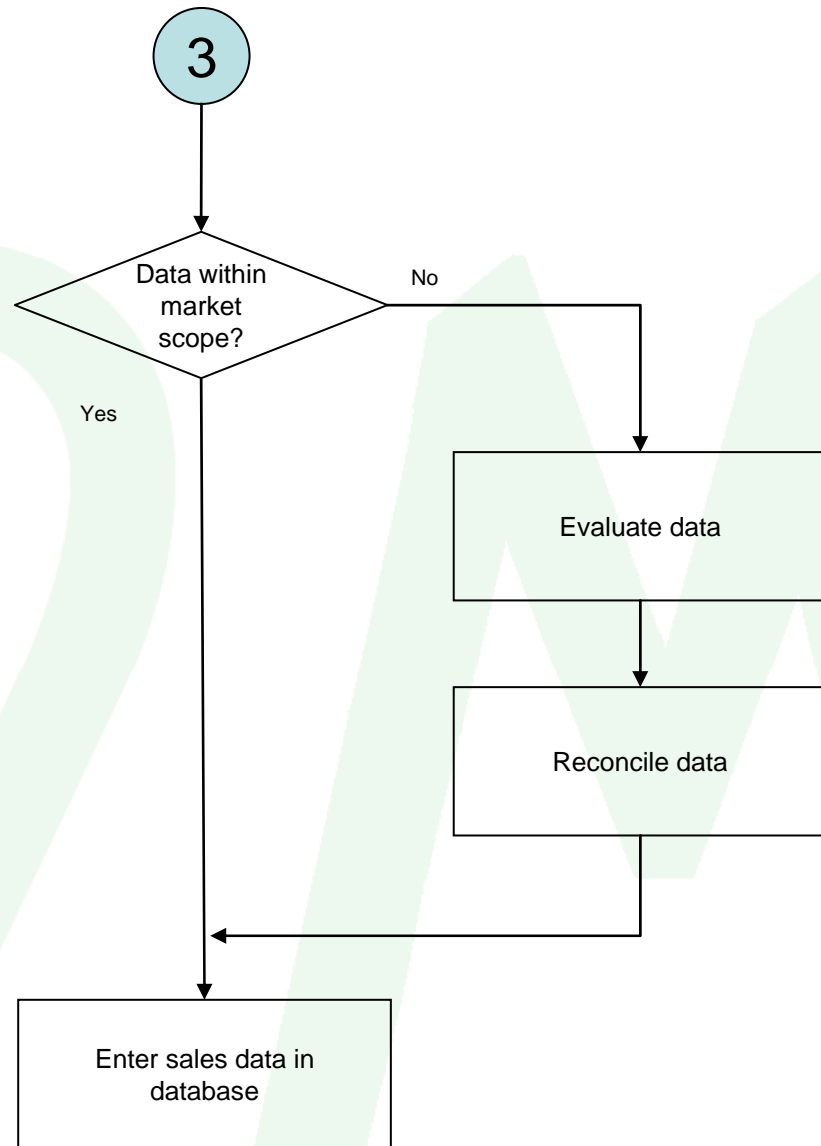 3
Data within
market
scope?
No
Yes
Evaluate data
Reconcile data
Enter sales data in
database